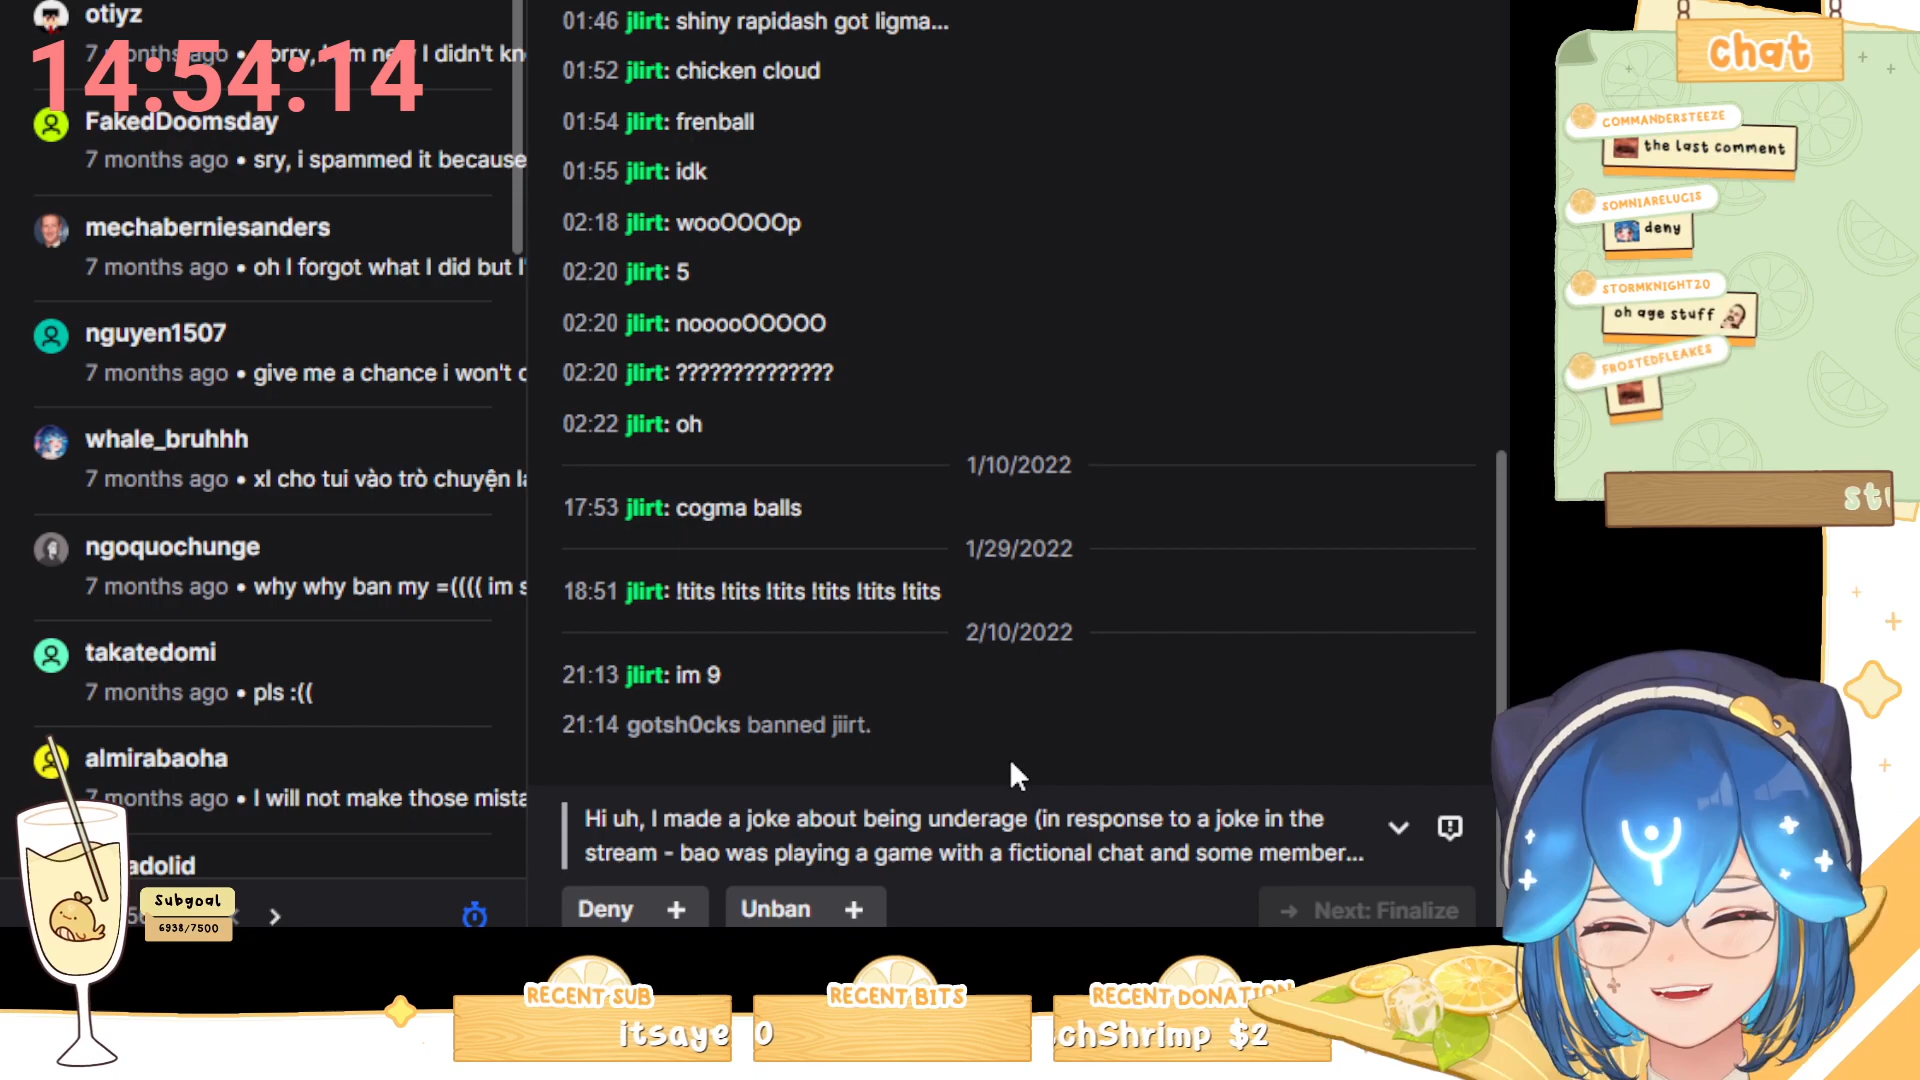 otiyz
7 months ago •
14:54:14
FakedDoomsday
7 months ago • sry, i spammed it because
mechaberniesanders
7 months ago • oh I forgot what I did but I'
nguyen1507
7 months ago • give me a chance i won't
whale_bruhhh
7 months ago • xl cho tui vào trò chuyện
ngoquochunge
7 months ago • why why ban my =(((( im s
takatedomi
7 months ago • pls :((
almirabaoha
7 months ago • I will not make those mista
adolid
Subgoal
6938/7500
01:46 jlirt: shiny rapidash got ligma...
01:52 jlirt: chicken cloud
01:54 jlirt: frenball
01:55 jlirt: idk
02:18 jlirt: wooOOOOp
02:20 jlirt: 5
02:20 jlirt: nooooOOOOO
02:20 jlirt: ??????????????
02:22 jlirt: oh
1/10/2022
17:53 jlirt: cogma balls
1/29/2022
18:51 jlirt: !tits !tits !tits !tits !tits !tits
2/10/2022
21:13 jlirt: im 9
21:14 gotsh0cks banned jiirt.
Hi uh, I made a joke about being underage (in response to a joke in the
stream - bao was playing a game with a fictional chat and some member...
Deny +
Unban +
→ Next: Finalize
chat
COMMANDERSTEEZE
the last comment
SOMNIARELUCIS
deny
STORMKNIGHT20
oh age stuff
FROSTEDFLEAKES
st
RECENT SUB
itsaye
RECENT BITS
0
RECENT DONATION
chShrimp $2